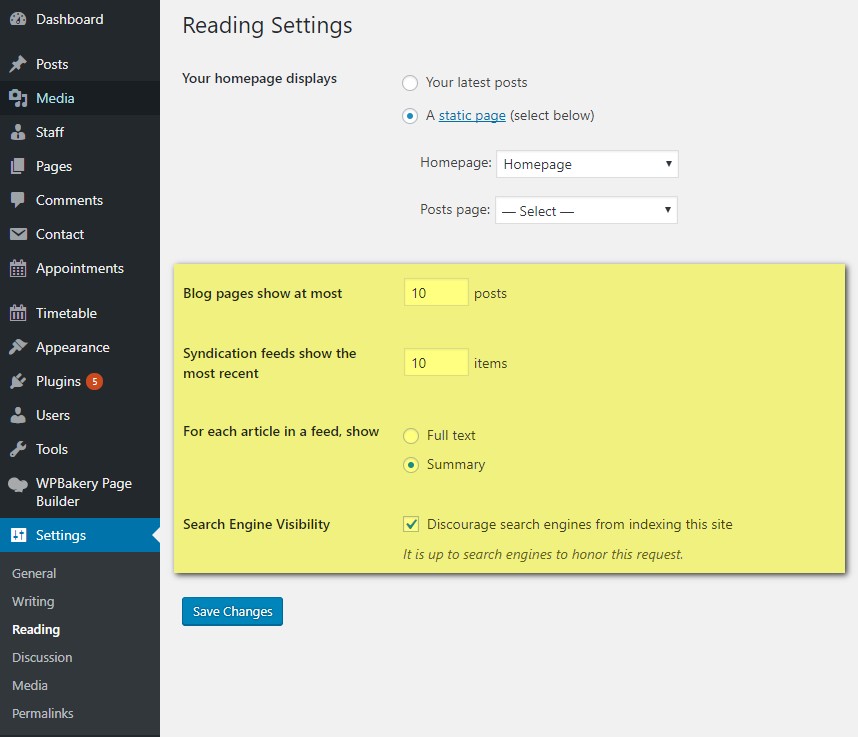 Dashboard
Posts
Media
Staff
Pages
Comments
Contact
Appointments
Timetable
Appearance
Plugins 5
Users
Tools
WPBakery Page
Builder
Settings
General
Writing
Reading
Discussion
Media
Permalinks
Reading Settings
Your homepage displays
Your latest posts
A static page (select below)
Homepage: Homepage
Posts page: — Select —
Blog pages show at most 10 posts
Syndication feeds show the
most recent
10 items
For each article in a feed, show
Full text
Summary
Search Engine Visibility
Discourage search engines from indexing this site
It is up to search engines to honor this request.
Save Changes